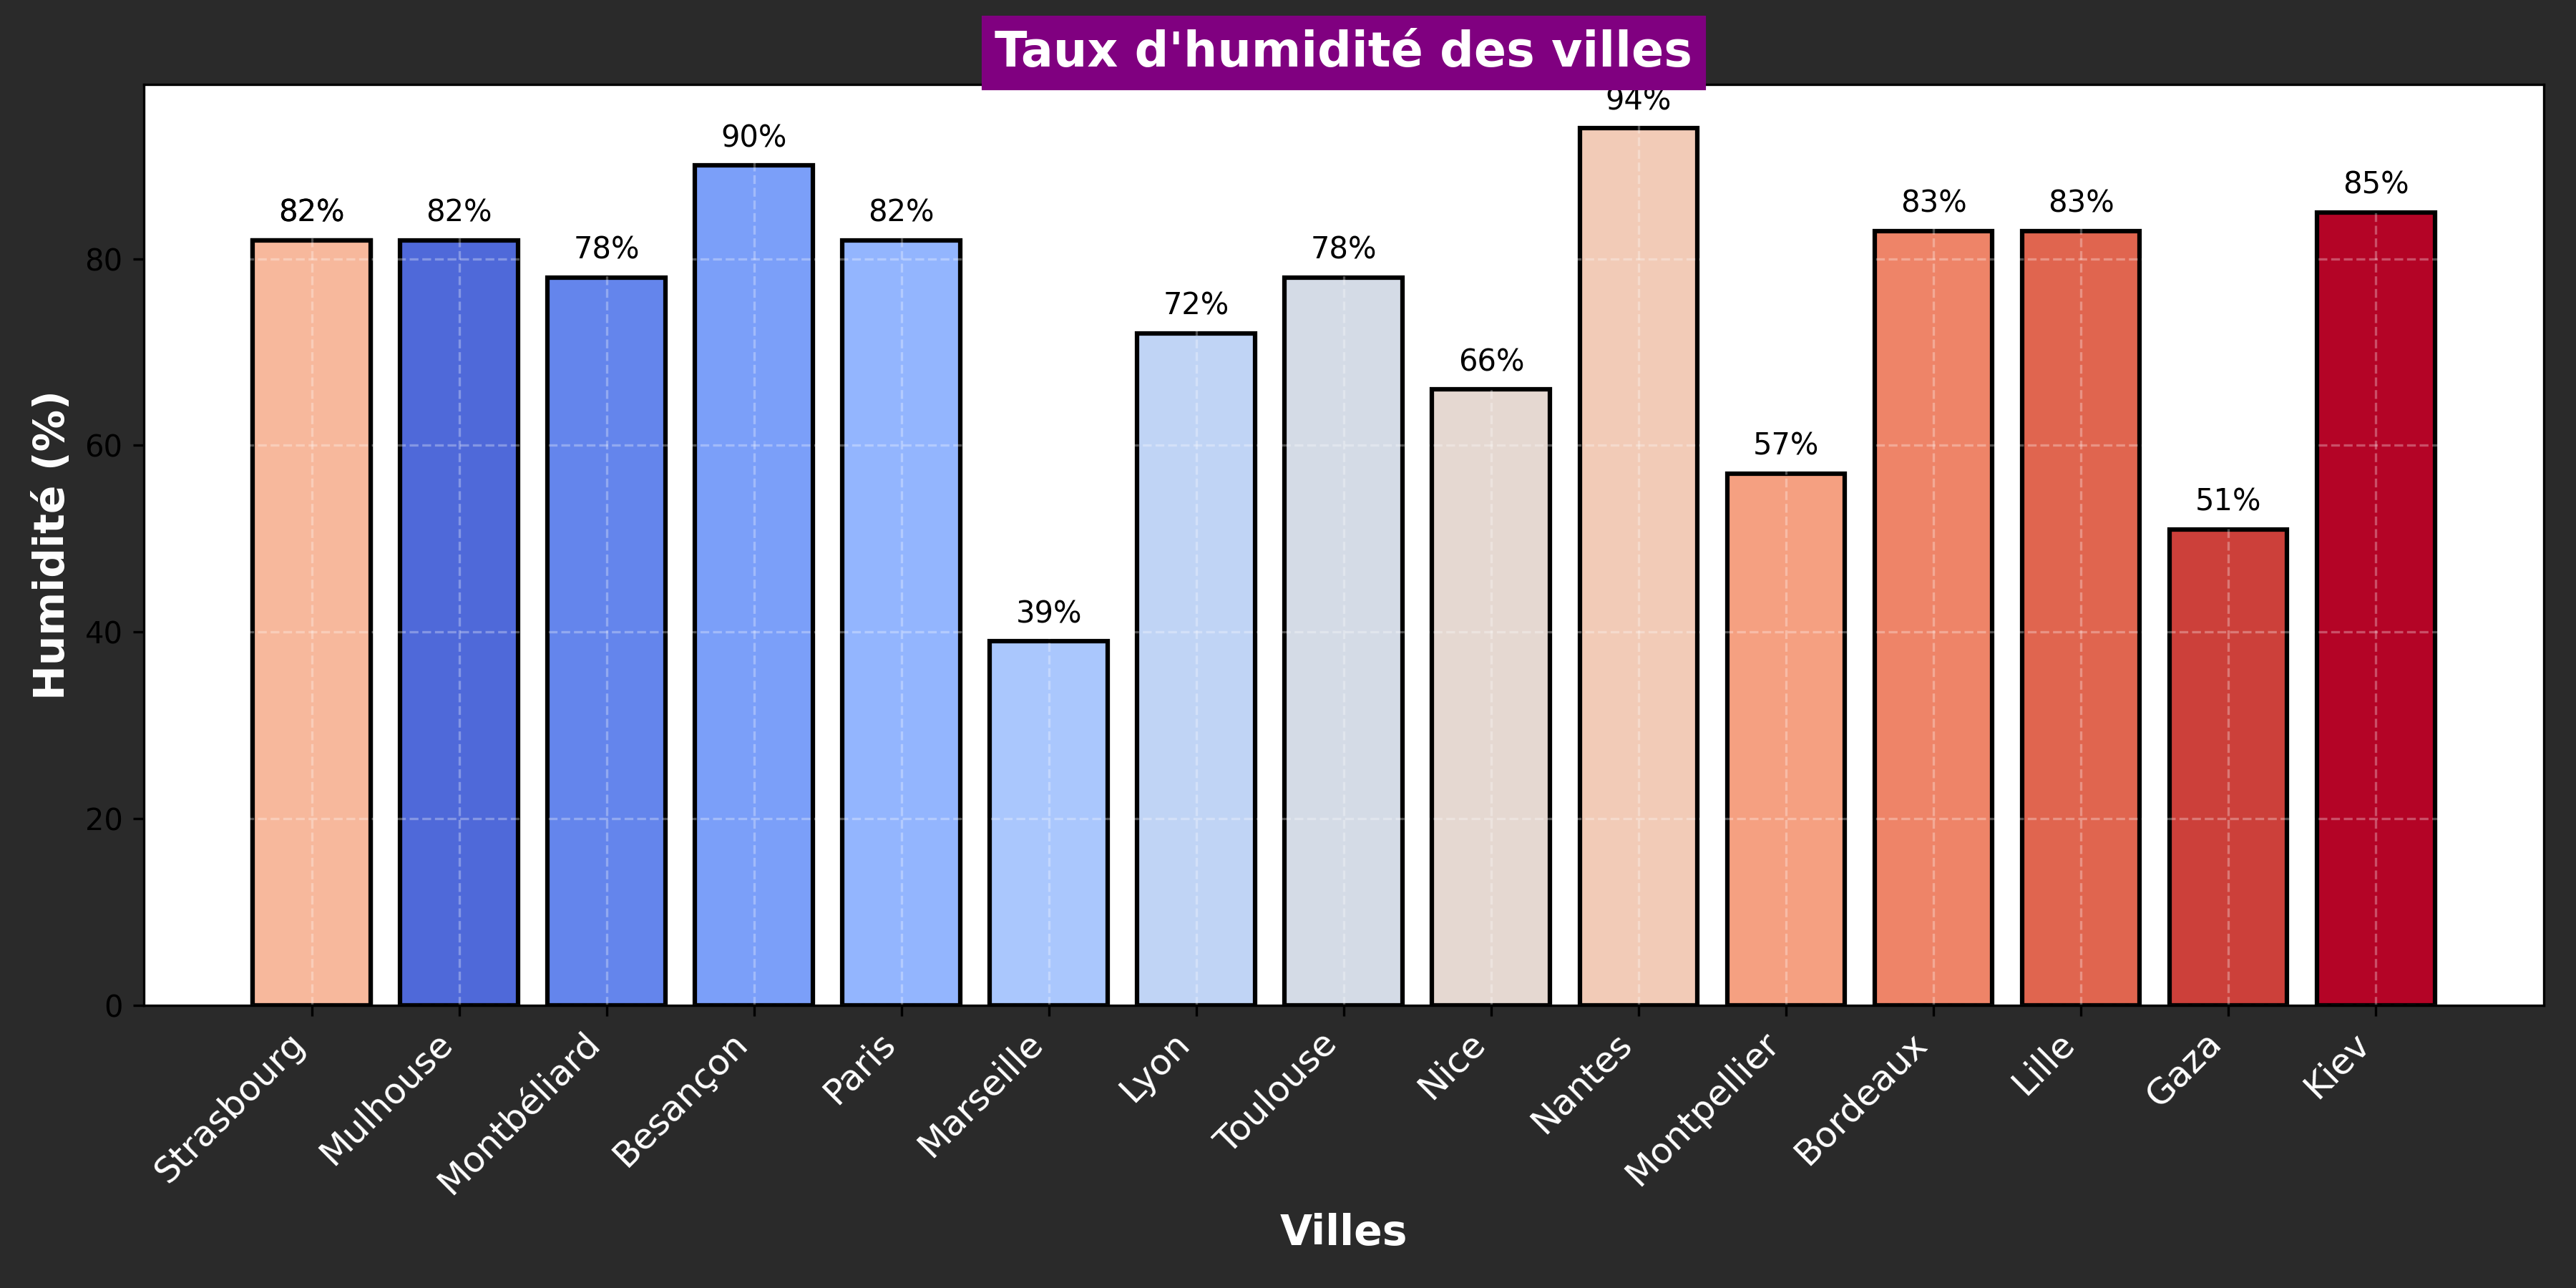 Taux d'humidité des villes
94%
90%
85%
82%
82%
82%
83%
83%
78%
78%
72%
66%
57%
51%
39%
Humidité (%)
80
60
40
20
0
Strasbourg
Mulhouse
Montbéliard
Besançon
Paris
Marseille
Lyon
Toulouse
Nice
Nantes
Montpellier
Bordeaux
Lille
Gaza
Kiev
Villes